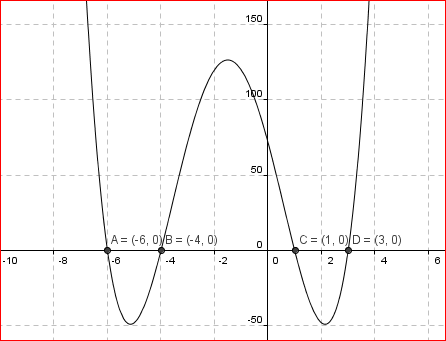 150
100
50
A = (-6, 0) B = (-4, 0) 0 C = (1, 0) D = (3, 0)
-10 -8 -6 -4 -2 0 2 4 6
-50